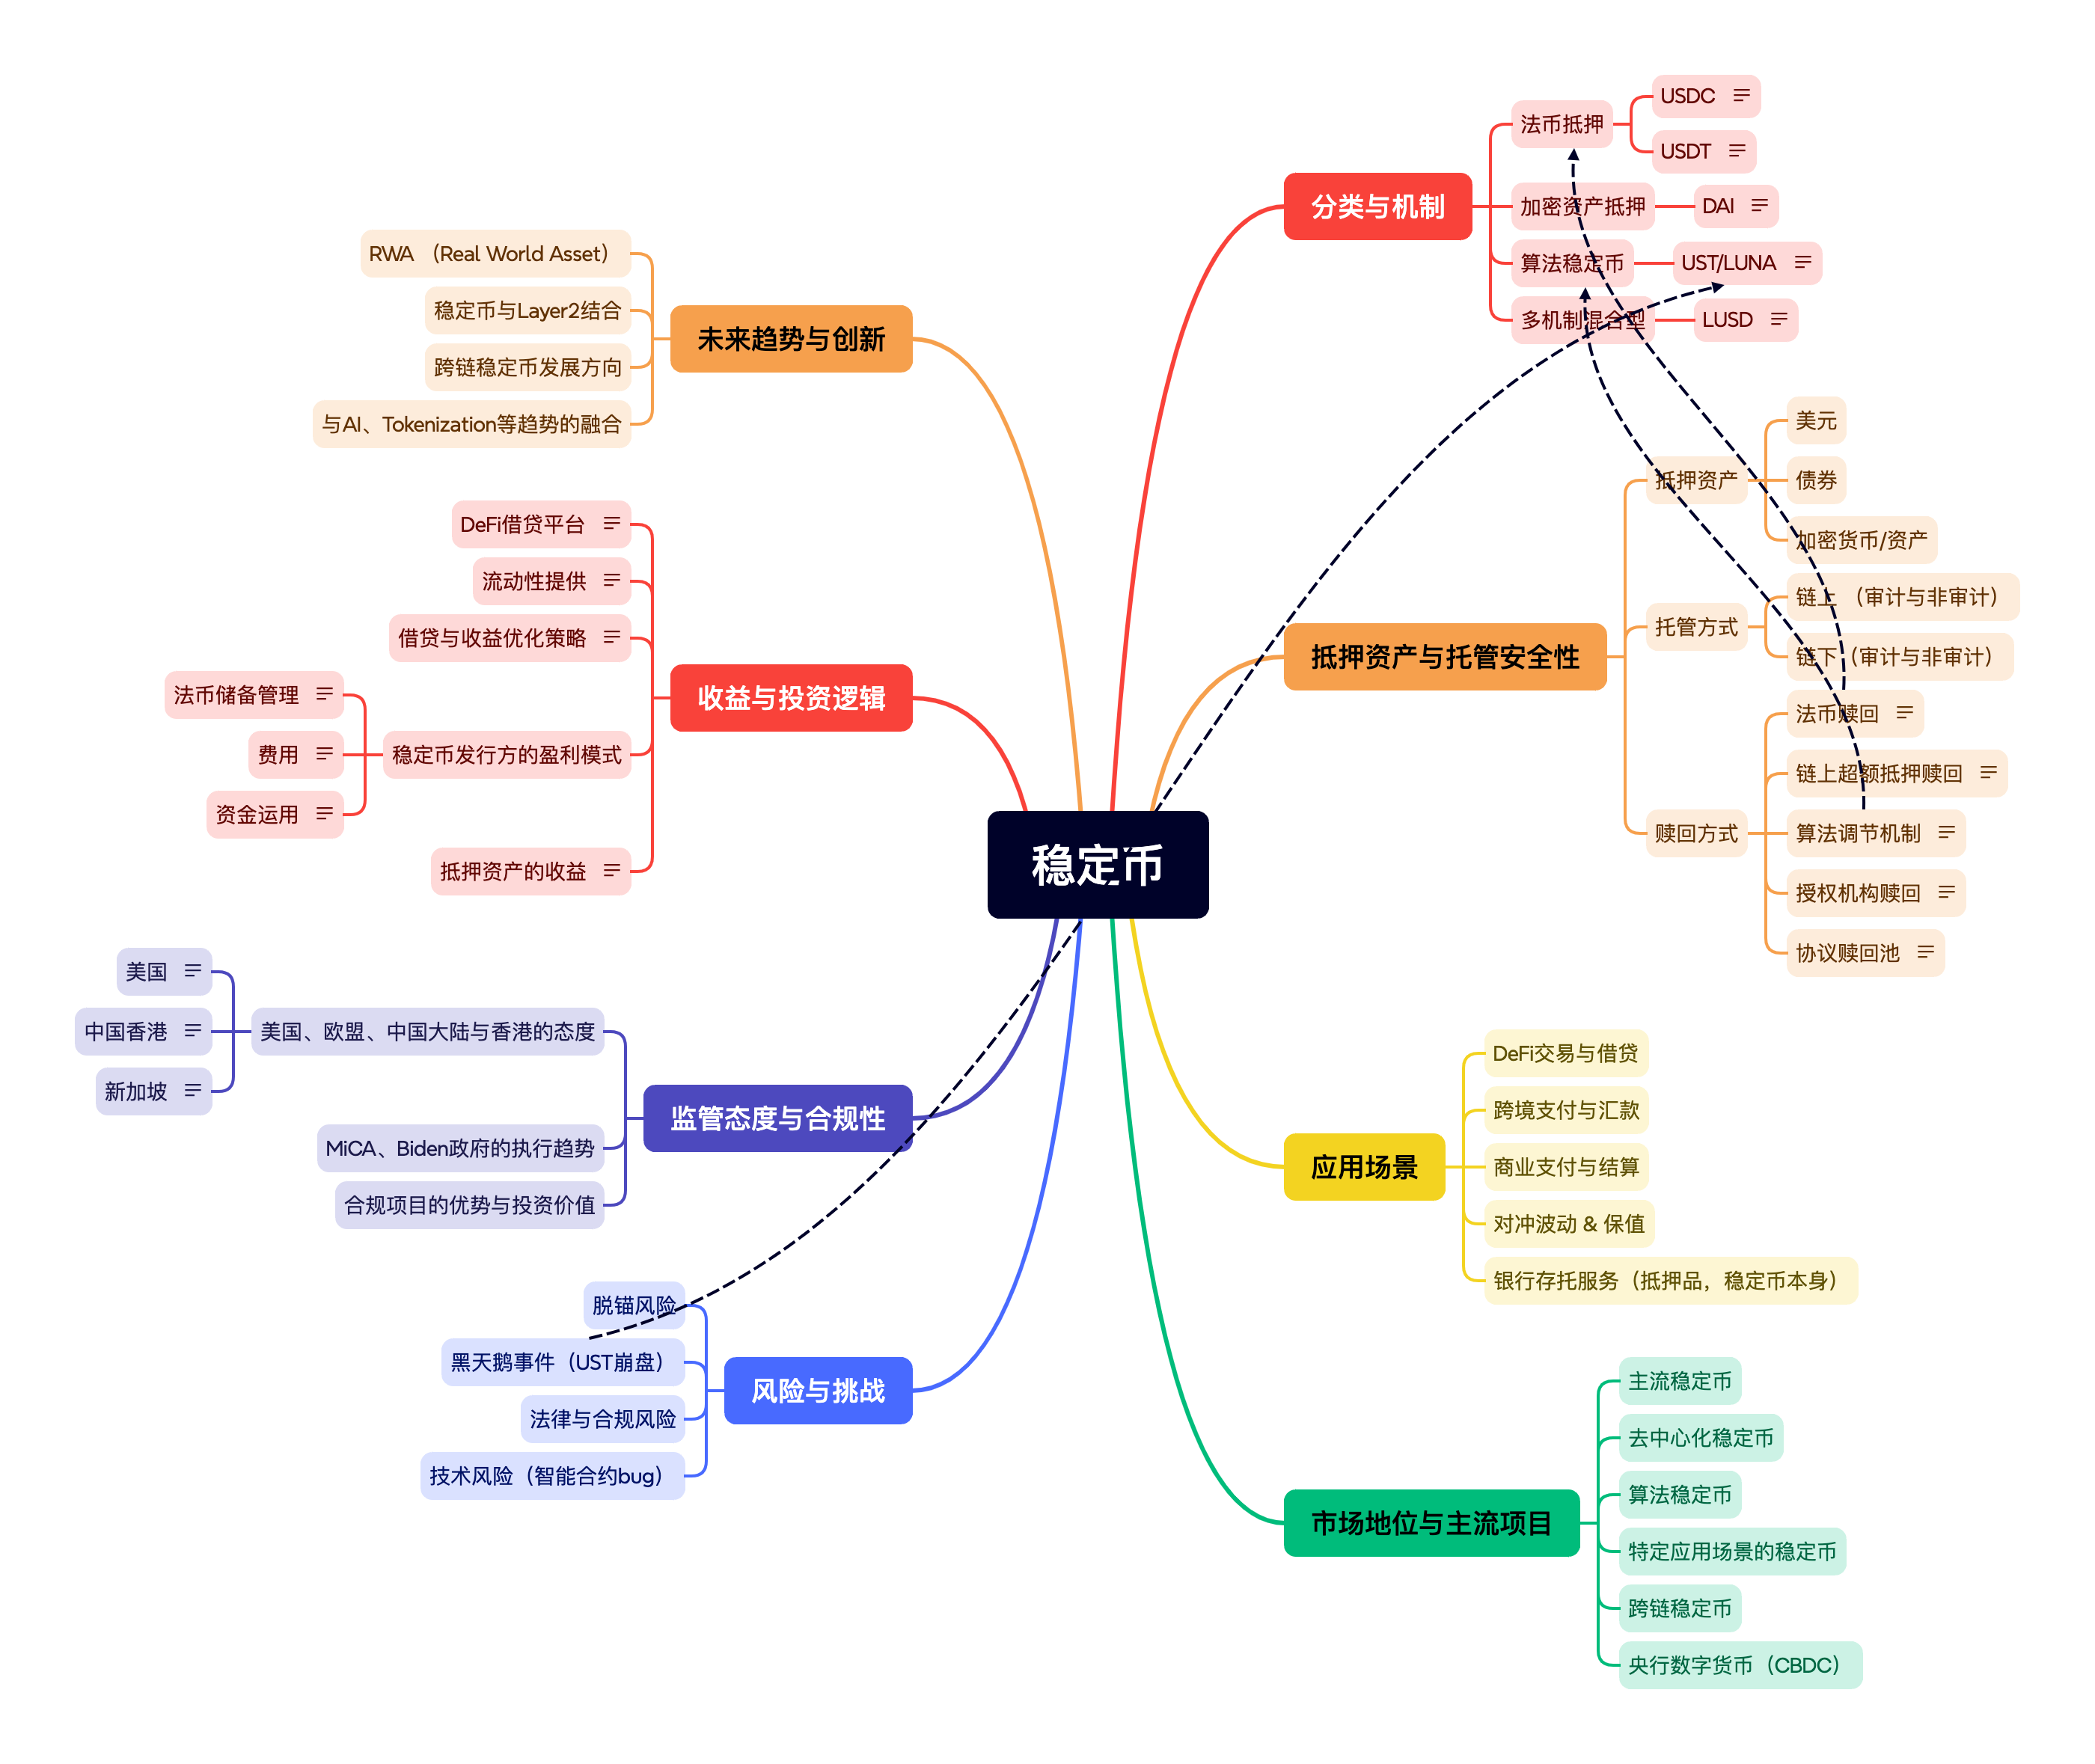 稳定币
分类与机制
法币抵押
USDC
USDT
加密资产抵押
DAI
算法稳定币
UST/LUNA
多机制混合型
LUSD
抵押资产与托管安全性
抵押资产
美元
债券
加密货币/资产
托管方式
链上 （审计与非审计）
链下（审计与非审计）
赎回方式
法币赎回
链上超额抵押赎回
算法调节机制
授权机构赎回
协议赎回池
应用场景
DeFi交易与借贷
跨境支付与汇款
商业支付与结算
对冲波动 & 保值
银行存托服务（抵押品，稳定币本身）
市场地位与主流项目
主流稳定币
去中心化稳定币
算法稳定币
特定应用场景的稳定币
跨链稳定币
央行数字货币（CBDC）
未来趋势与创新
RWA （Real World Asset）
稳定币与Layer2结合
跨链稳定币发展方向
与AI、Tokenization等趋势的融合
收益与投资逻辑
DeFi借贷平台
流动性提供
借贷与收益优化策略
稳定币发行方的盈利模式
法币储备管理
费用
资金运用
抵押资产的收益
监管态度与合规性
美国、欧盟、中国大陆与香港的态度
美国
中国香港
新加坡
MiCA、Biden政府的执行趋势
合规项目的优势与投资价值
风险与挑战
脱锚风险
黑天鹅事件（UST崩盘）
法律与合规风险
技术风险（智能合约bug）